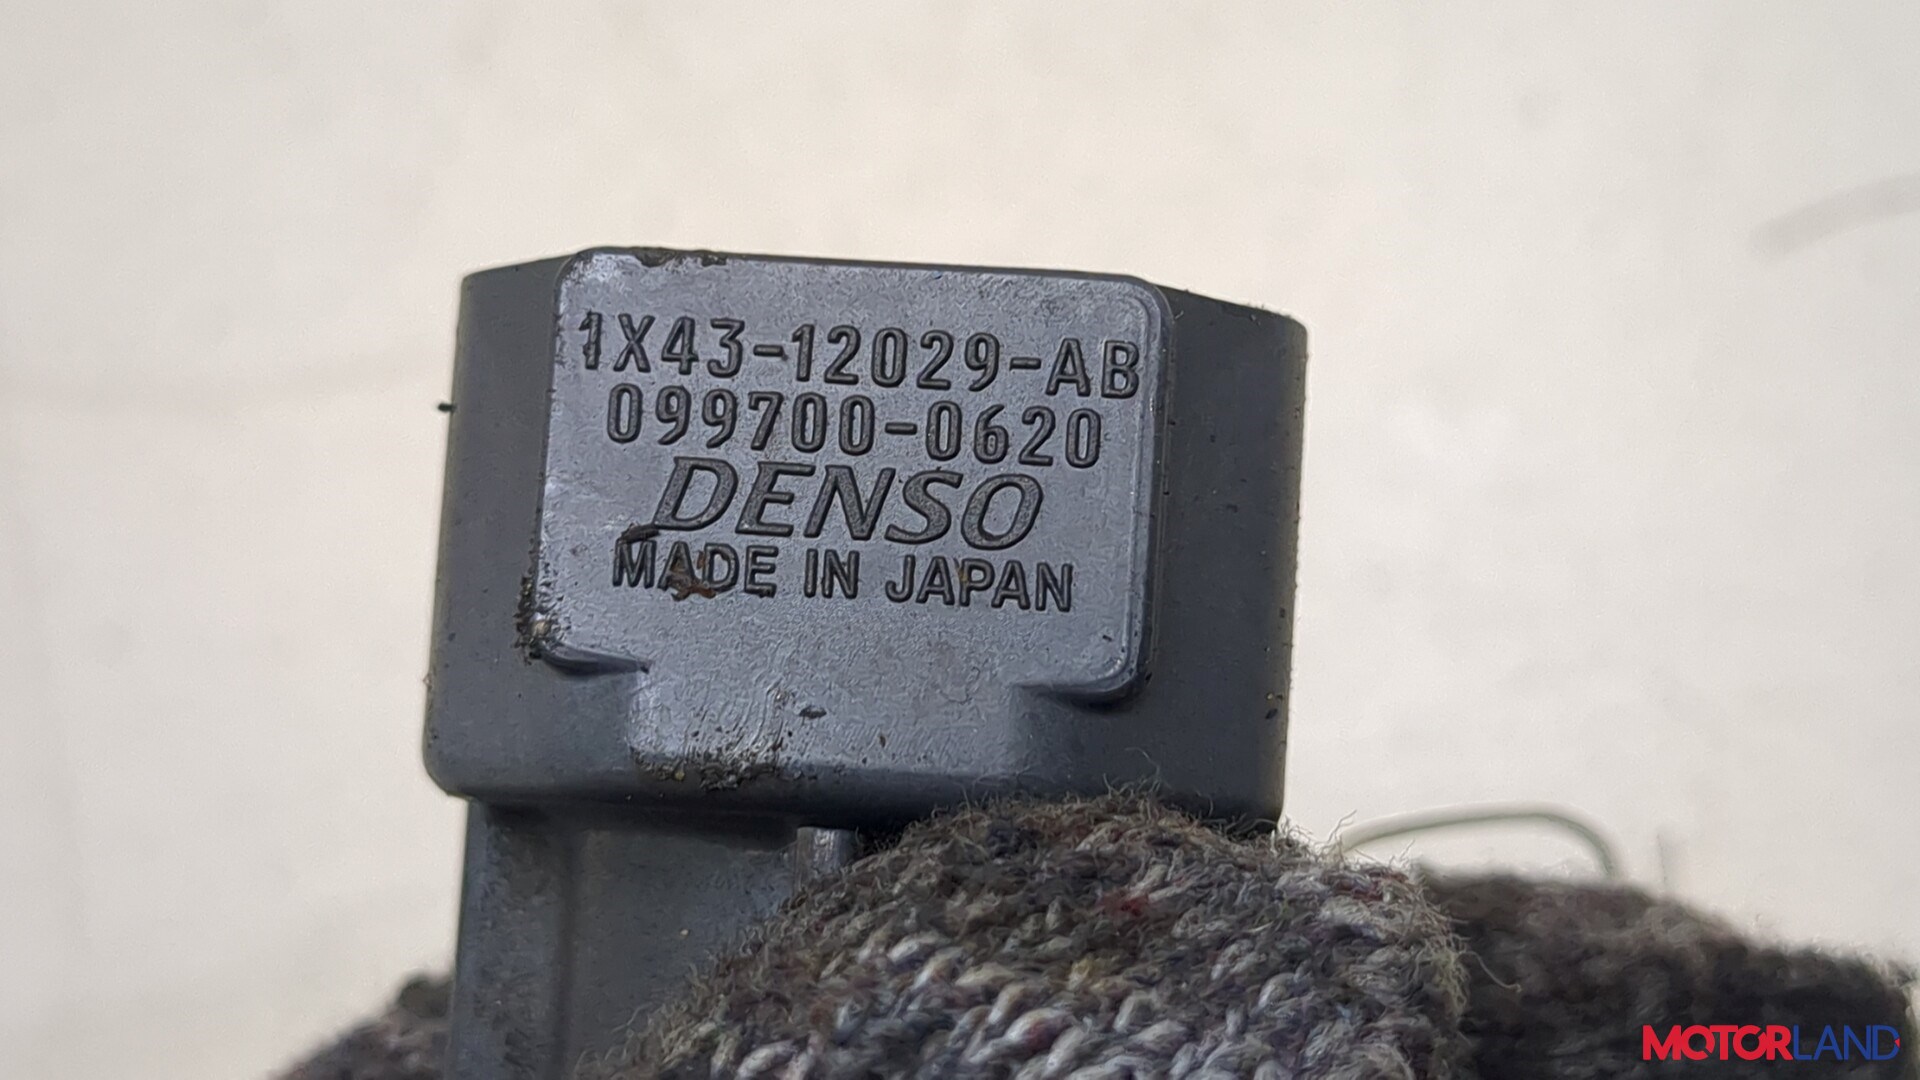 1X43-12029-AB
099700-0620
DENSO
MADE IN JAPAN
MOTORLAND